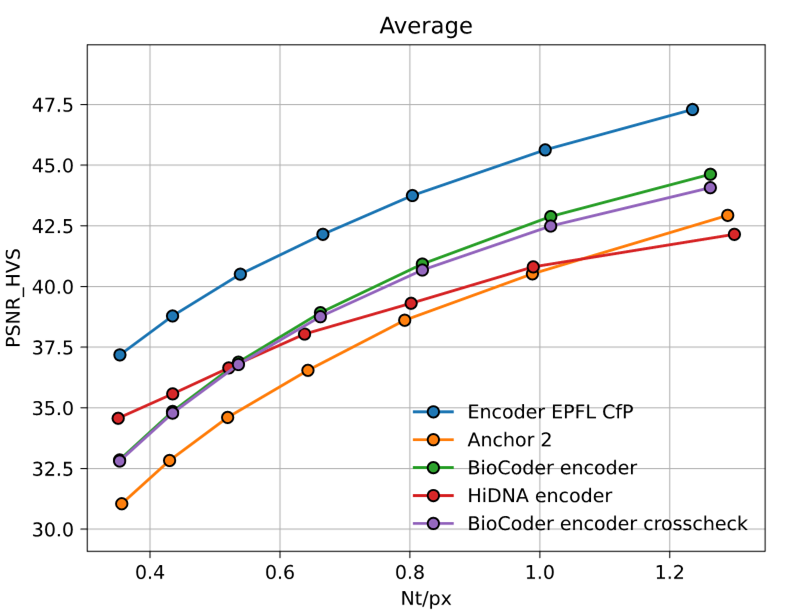 Average
PSNR_HVS
47.5
45.0
42.5
40.0
37.5
35.0
32.5
30.0
Encoder EPFL CfP
Anchor 2
BioCoder encoder
HiDNA encoder
BioCoder encoder crosscheck
0.4 0.6 0.8 1.0 1.2
Nt/px